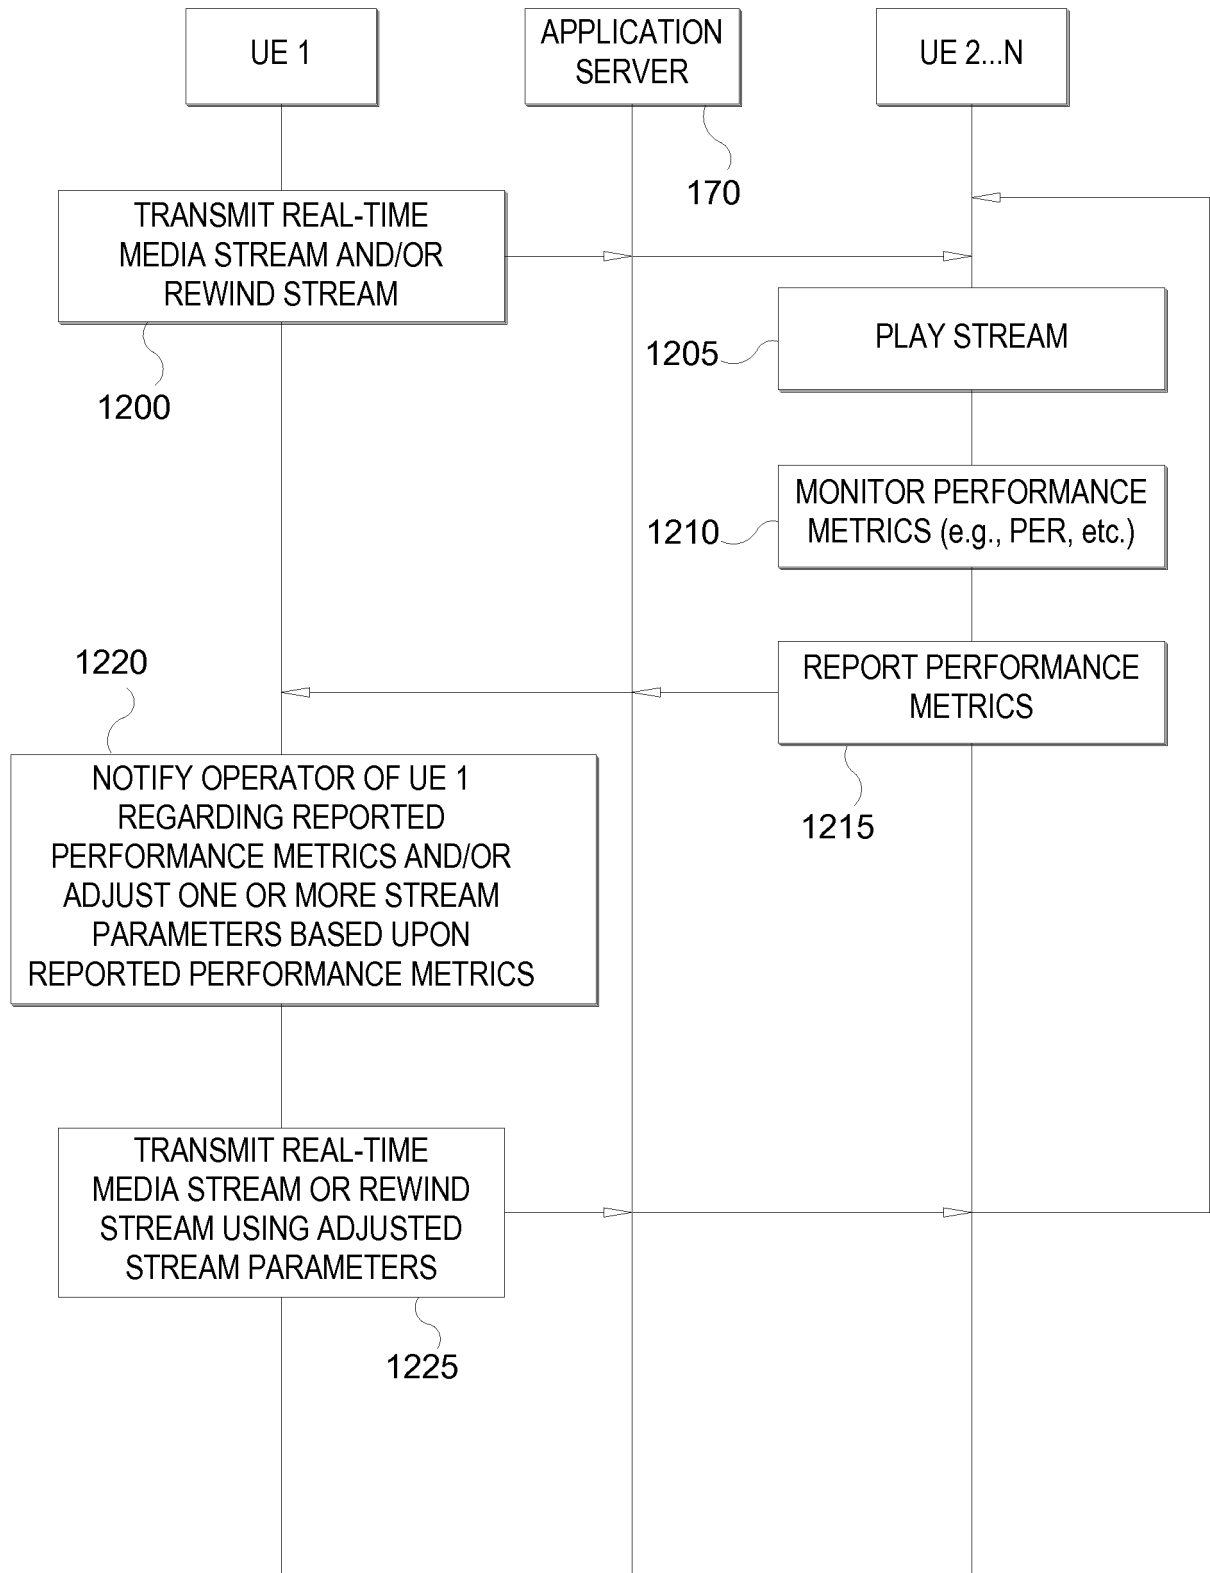 UE 1
APPLICATION
SERVER
UE 2...N
170
TRANSMIT REAL-TIME
MEDIA STREAM AND/OR
REWIND STREAM
1200
PLAY STREAM
1205
MONITOR PERFORMANCE
METRICS (e.g., PER, etc.)
1210
REPORT PERFORMANCE
METRICS
1215
1220
NOTIFY OPERATOR OF UE 1
REGARDING REPORTED
PERFORMANCE METRICS AND/OR
ADJUST ONE OR MORE STREAM
PARAMETERS BASED UPON
REPORTED PERFORMANCE METRICS
TRANSMIT REAL-TIME
MEDIA STREAM OR REWIND
STREAM USING ADJUSTED
STREAM PARAMETERS
1225